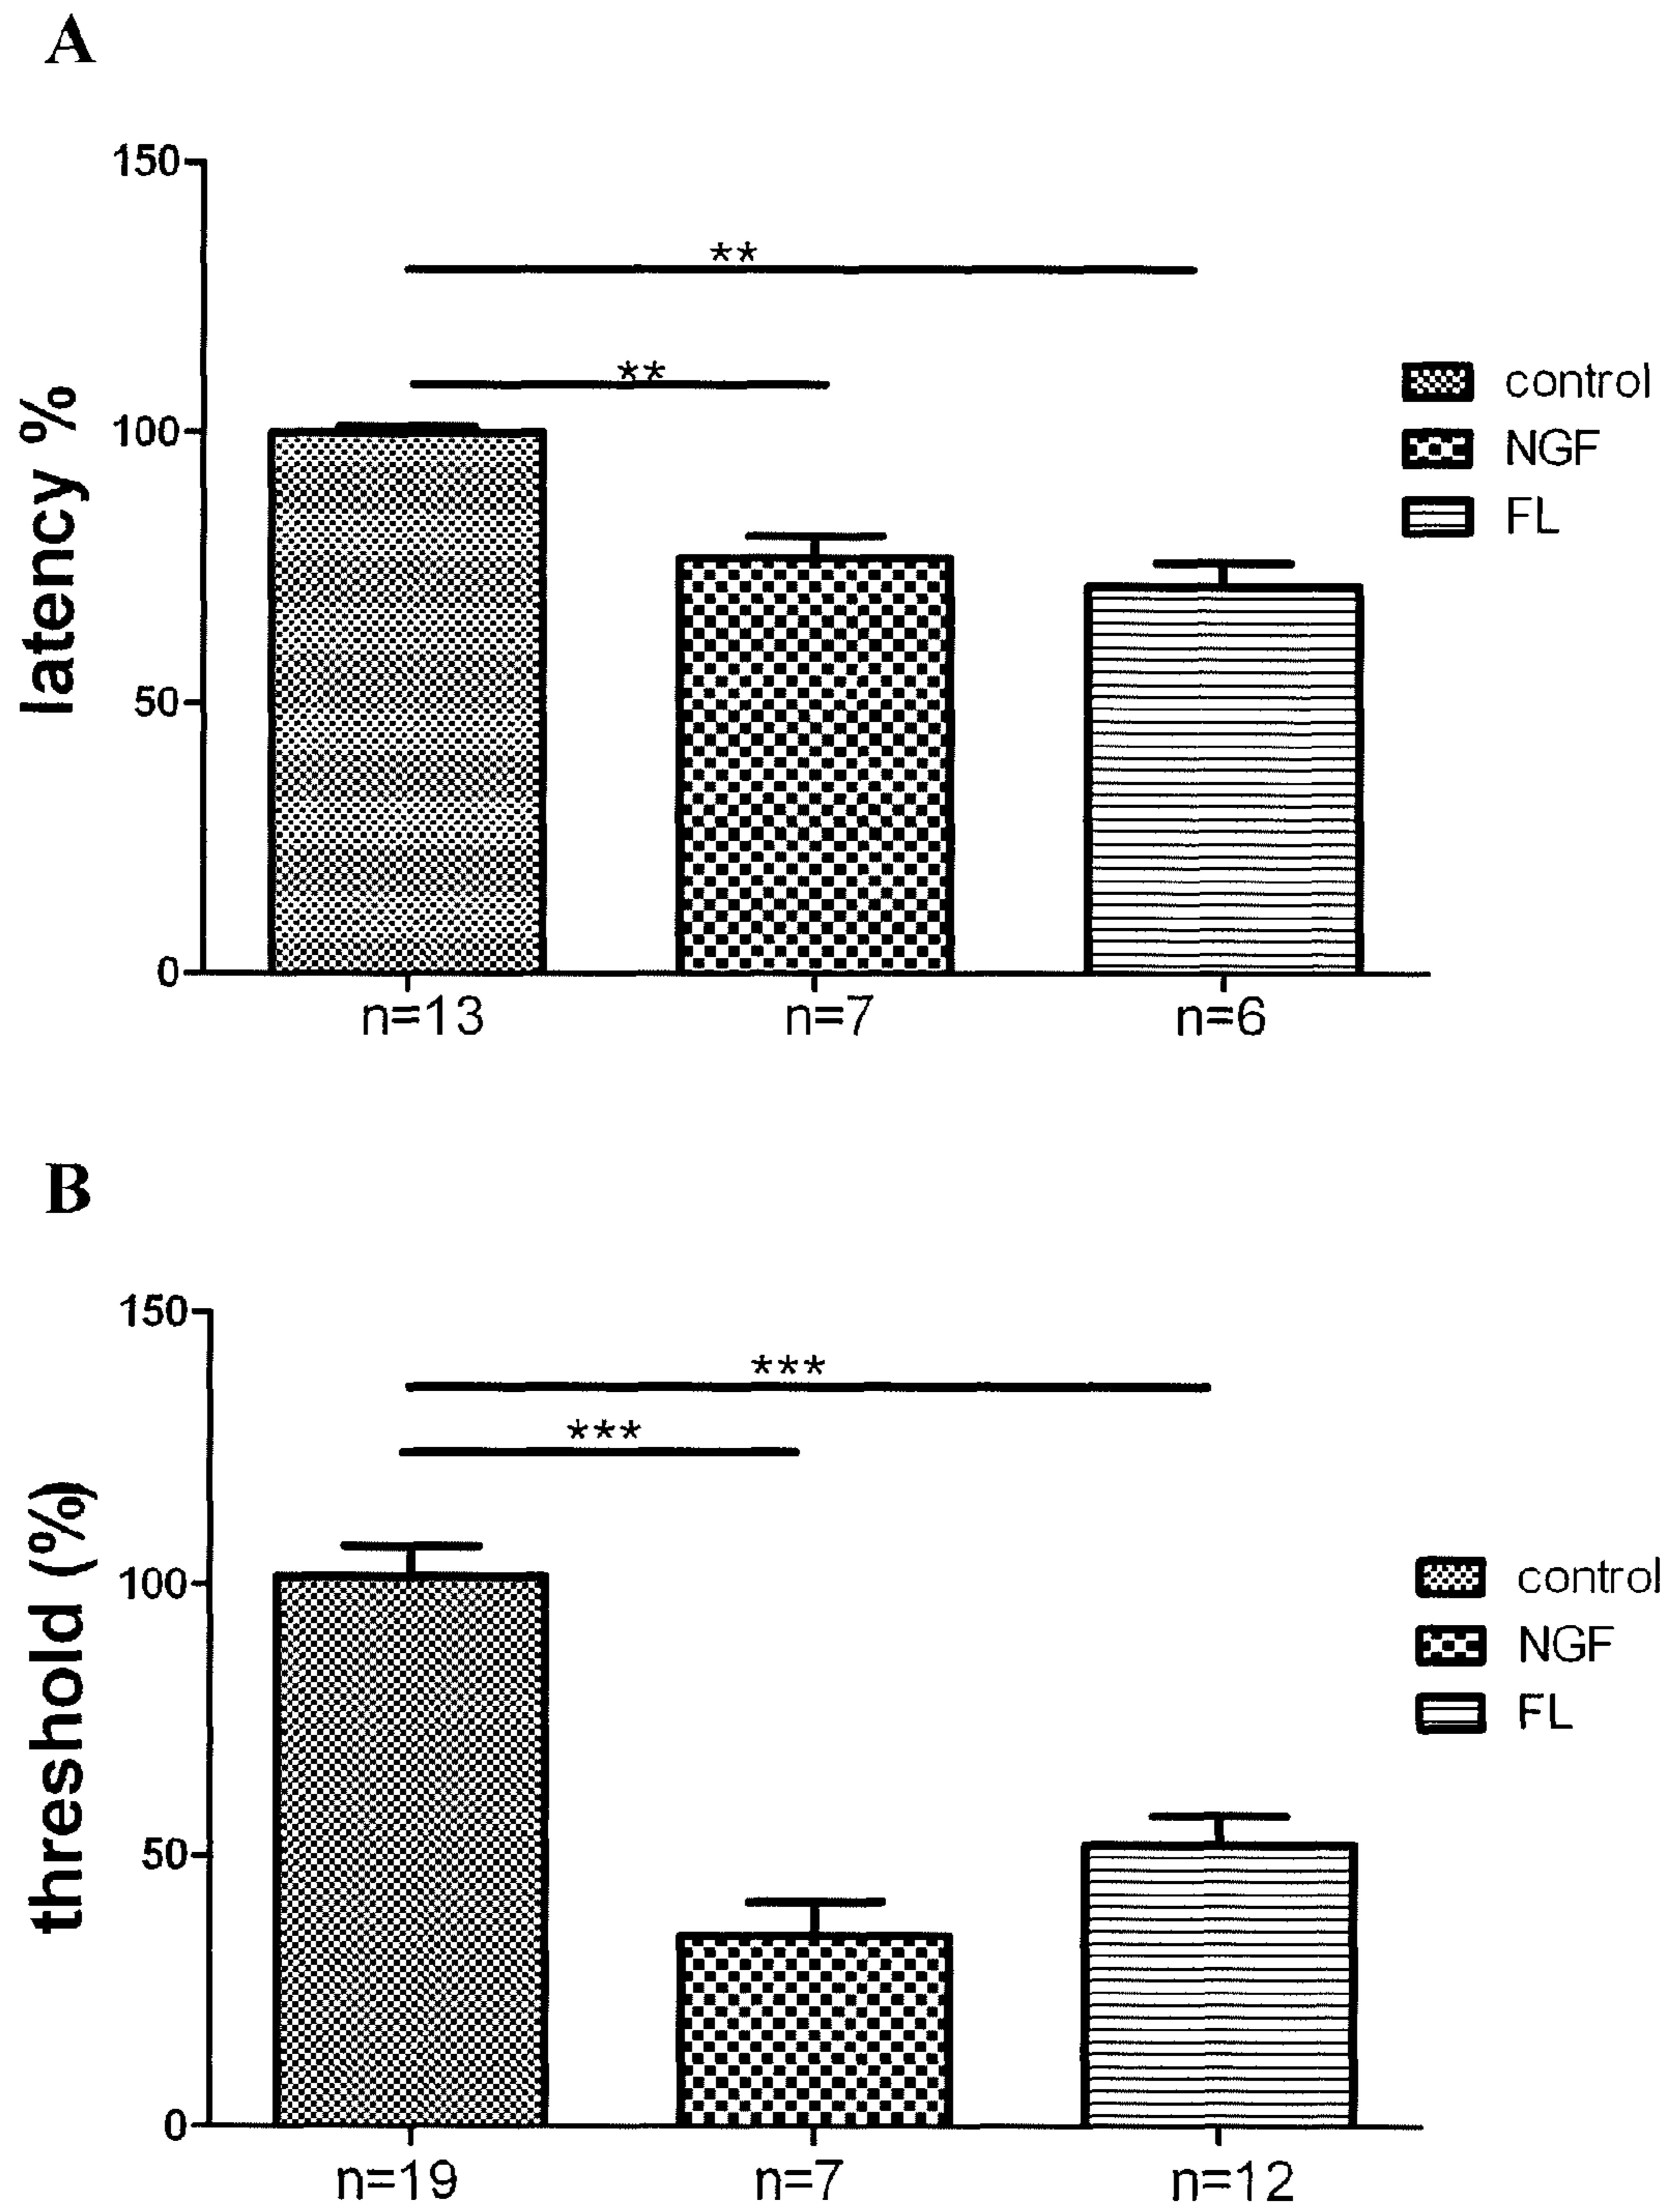 A
150
100
50
0
latency %
**
**
control
NGF
FL
n=13 n=7 n=6
B
150
100
50
0
threshold (%)
***
***
control
NGF
FL
n=19 n=7 n=12